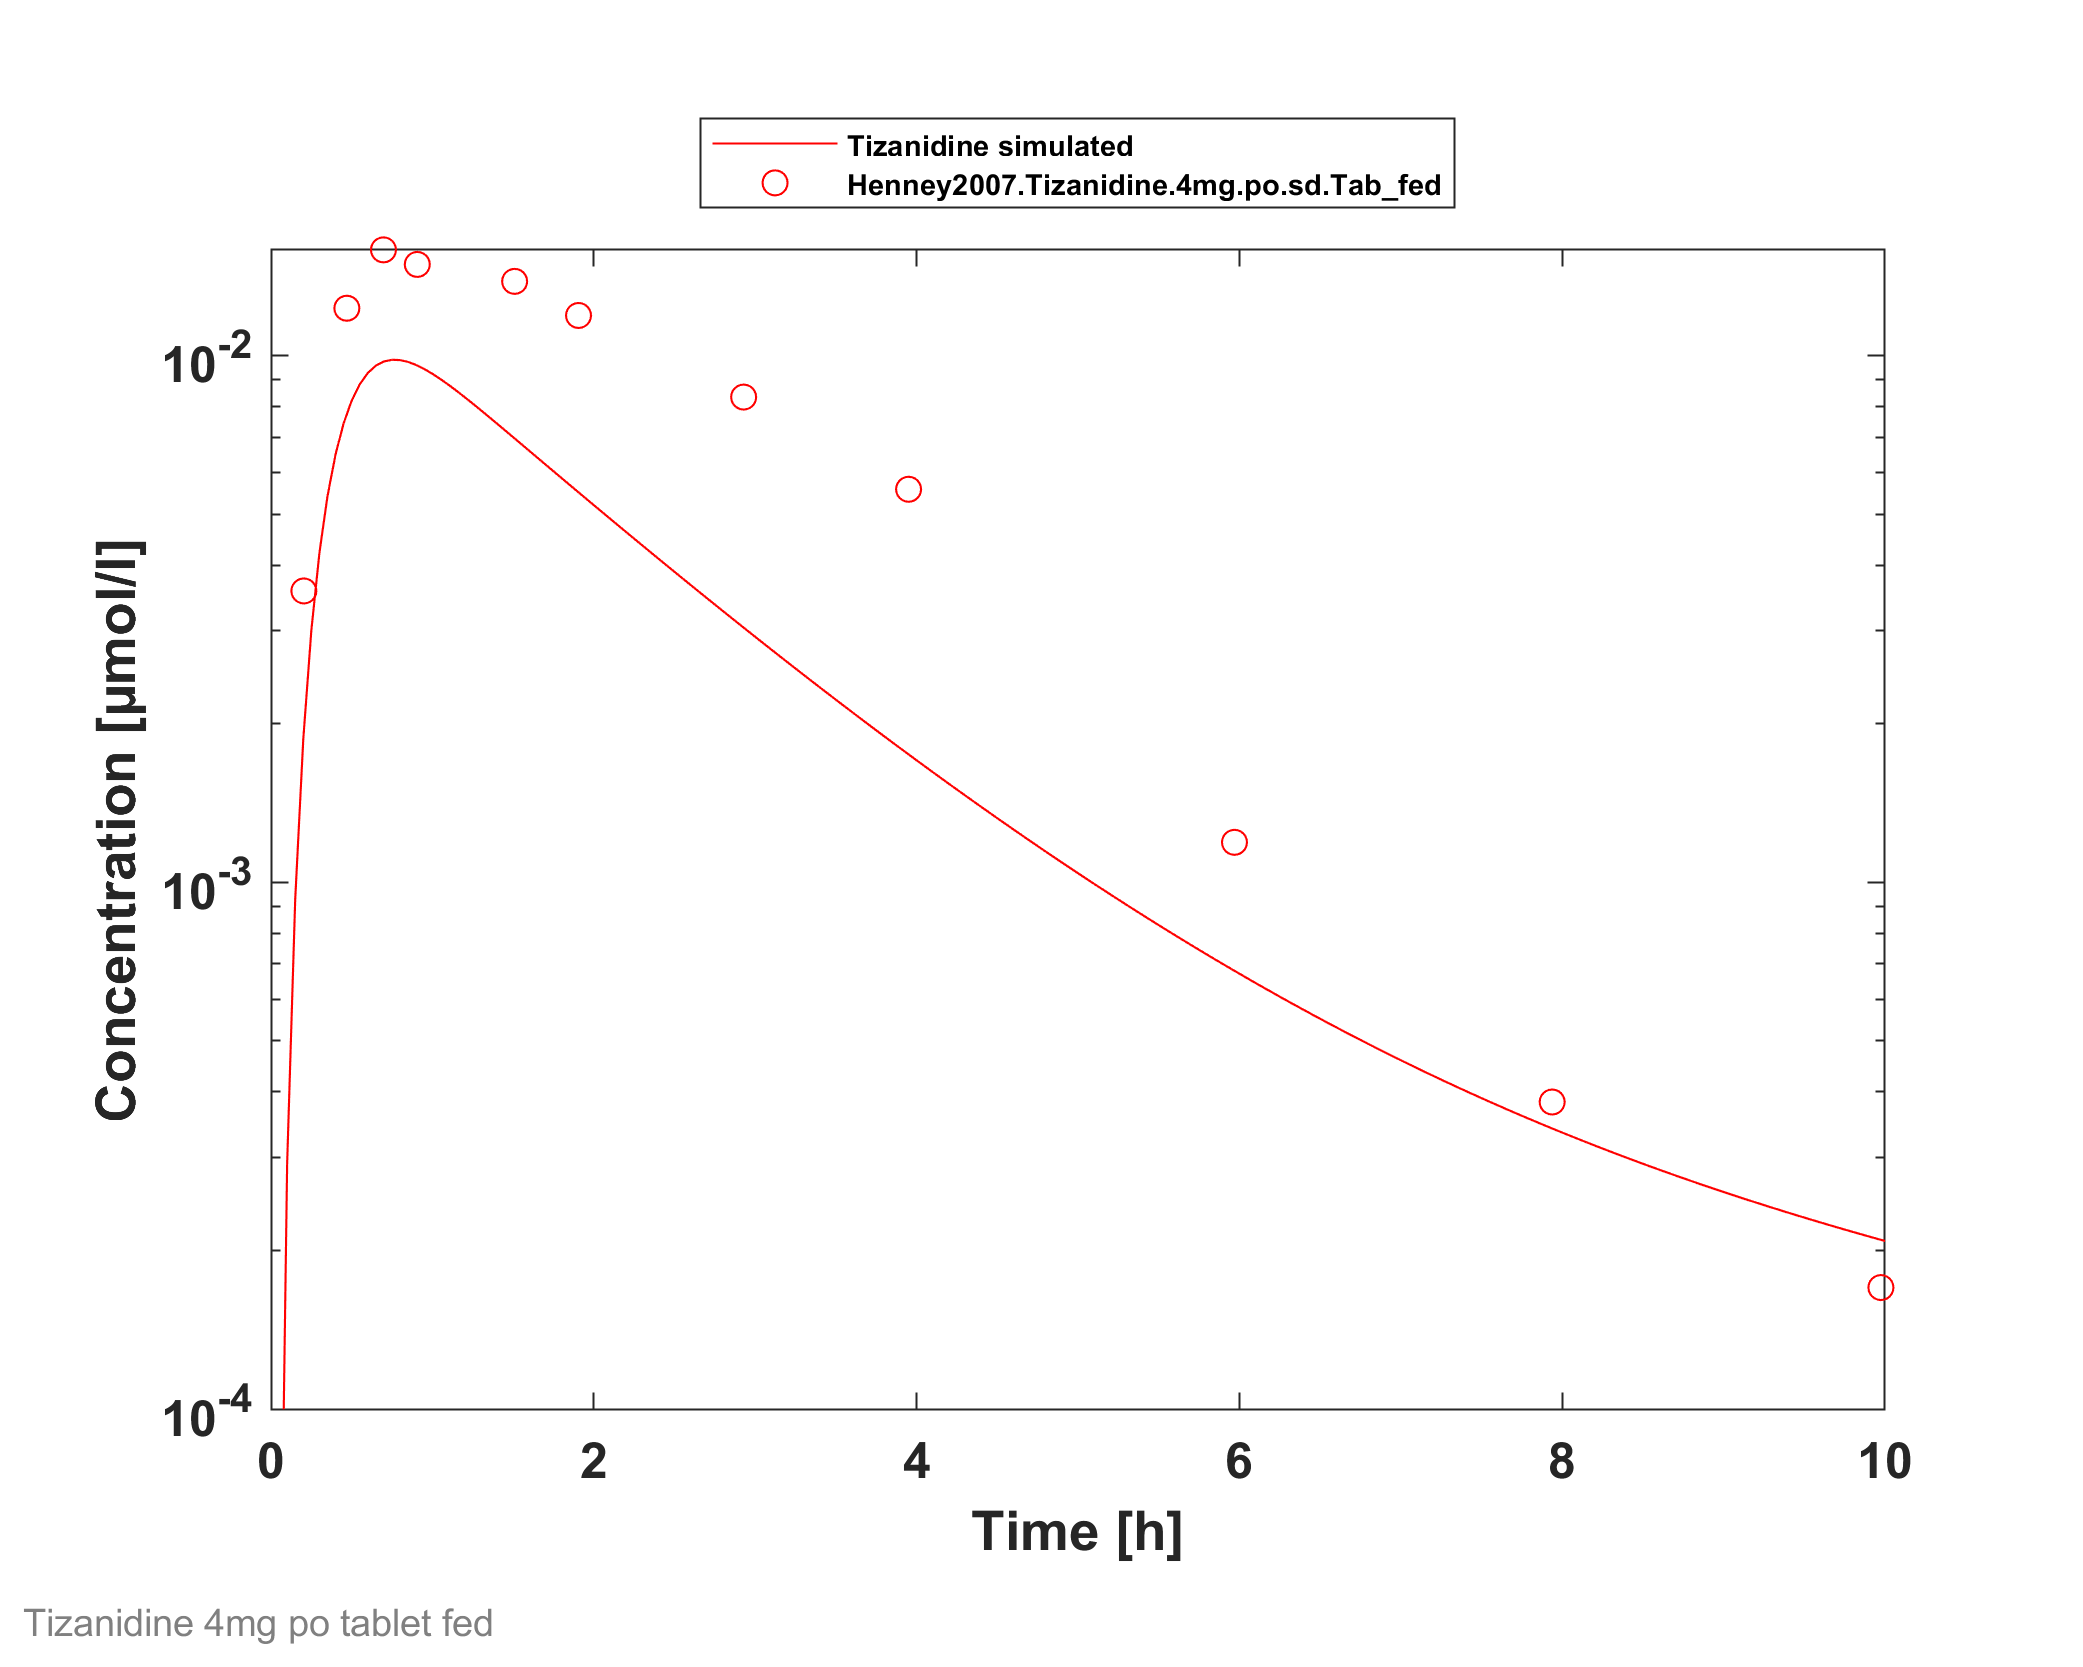 Tizanidine simulated
Henney2007.Tizanidine.4mg.po.sd.Tab_fed
10-2
10-3
10-4
Concentration [µmol/l]
0 2 4 6 8 10
Time [h]
Tizanidine 4mg po tablet fed